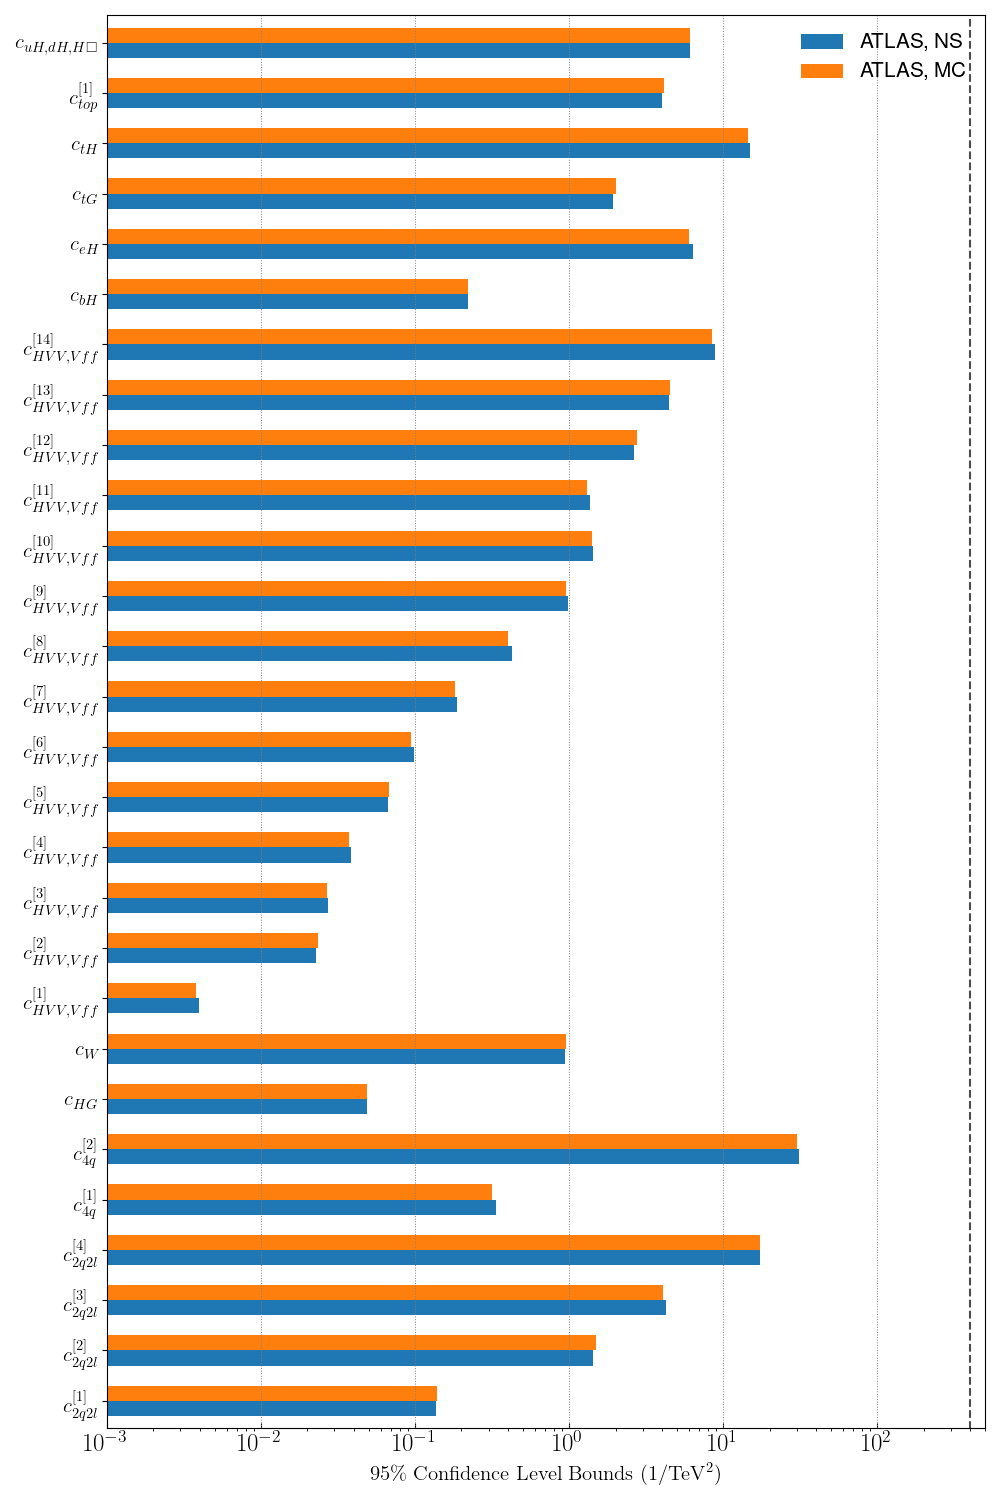 ATLAS, NS
ATLAS, MC
c_{uH,dH,H□}
c_{top}^{[1]}
c_{tH}
c_{tG}
c_{eH}
c_{bH}
c_{HVV,Vff}^{[14]}
c_{HVV,Vff}^{[13]}
c_{HVV,Vff}^{[12]}
c_{HVV,Vff}^{[11]}
c_{HVV,Vff}^{[10]}
c_{HVV,Vff}^{[9]}
c_{HVV,Vff}^{[8]}
c_{HVV,Vff}^{[7]}
c_{HVV,Vff}^{[6]}
c_{HVV,Vff}^{[5]}
c_{HVV,Vff}^{[4]}
c_{HVV,Vff}^{[3]}
c_{HVV,Vff}^{[2]}
c_{HVV,Vff}^{[1]}
c_{W}
c_{HG}
c_{4q}^{[2]}
c_{4q}^{[1]}
c_{2q2l}^{[4]}
c_{2q2l}^{[3]}
c_{2q2l}^{[2]}
c_{2q2l}^{[1]}
10^{-3} 10^{-2} 10^{-1} 10^{0} 10^{1} 10^{2}
95% Confidence Level Bounds (1/TeV^{2})